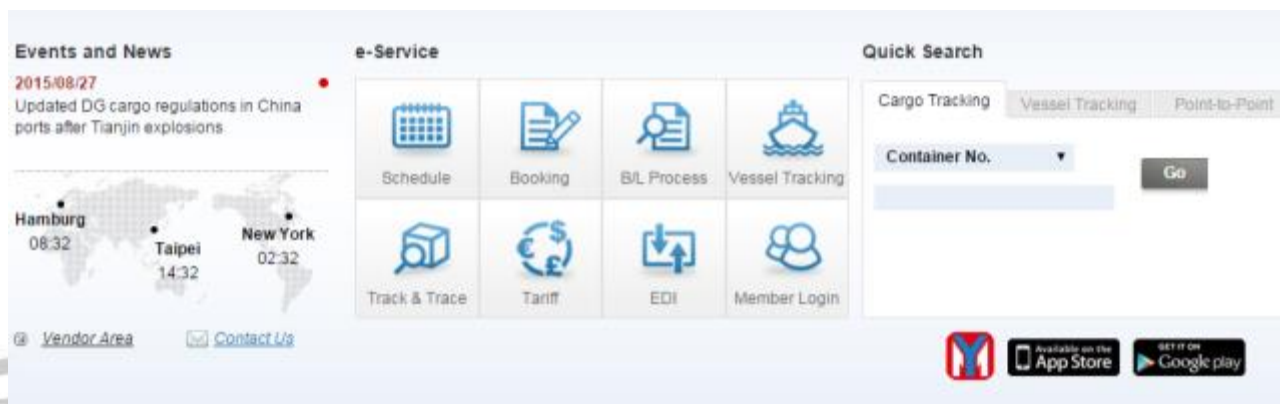 Events and News
2015/08/27
Updated DG cargo regulations in China
ports after Tianjin explosions
Hamburg
08:32
Taipei
14:32
New York
02:32
Vendor Area
Contact Us
e-Service
Schedule
Booking
B/L Process
Vessel Tracking
Track & Trace
Tariff
EDI
Member Login
Quick Search
Cargo Tracking
Vessel Tracking
Point-to-Point
Container No.
Go
Available on the
App Store
GET IT ON
Google play